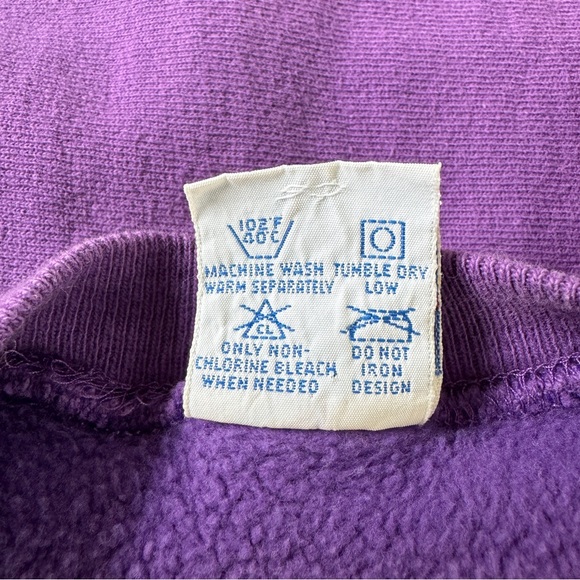 102°F
40°C
MACHINE WASH
WARM SEPARATELY
TUMBLE DRY
LOW
CL
ONLY NON-
CHLORINE BLEACH
WHEN NEEDED
DO NOT
IRON
DESIGN